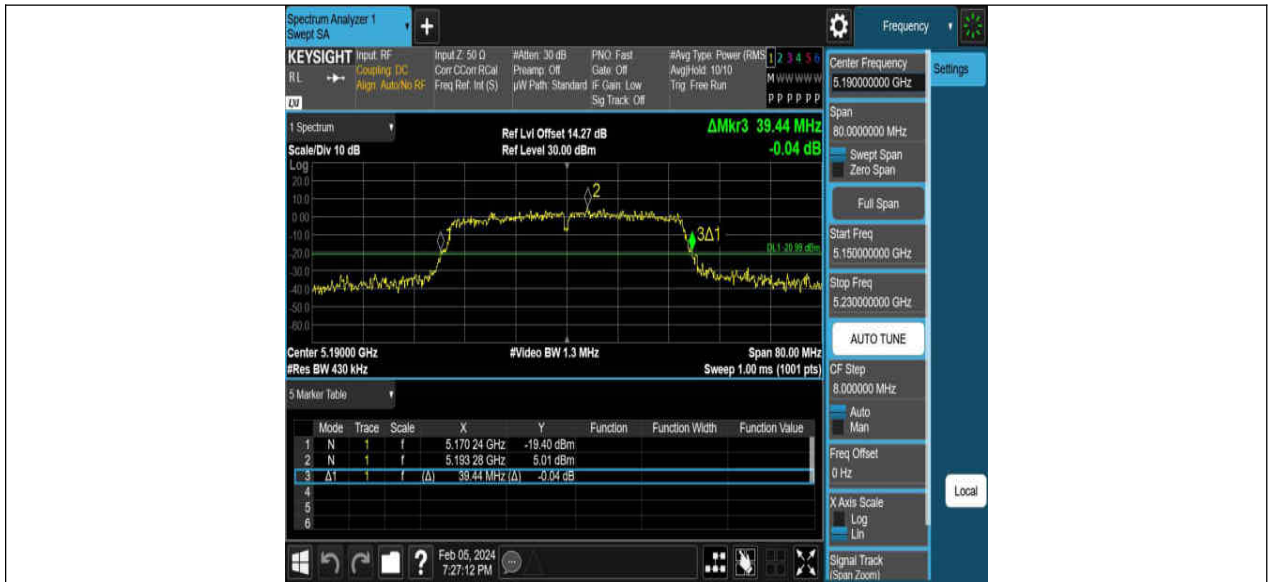 Spectrum Analyzer 1
Swept SA
+
Frequency
KEYSIGHT
RL
Input: RF
Coupling: DC
Align: Auto/No RF
Input Z: 50 Ω
Corr CCorr RCal
Freq Ref: Int (S)
#Atten: 30 dB
Preamp: Off
µW Path: Standard
PNO: Fast
Gate: Off
IF Gain: Low
Sig Track: Off
#Avg Type: Power (RMS
Avg|Hold: 10/10
Trig: Free Run
1 2 3 4 5 6
M W W W W W
P P P P P P
1 Spectrum
Scale/Div 10 dB
Ref Lvl Offset 14.27 dB
Ref Level 30.00 dBm
ΔMkr3 39.44 MHz
-0.04 dB
Log
20.0
10.0
0.00
-10.0
-20.0
-30.0
-40.0
-50.0
-60.0
2
3Δ1
DL1 -20.99 dBm
Center 5.19000 GHz
#Res BW 430 kHz
#Video BW 1.3 MHz
Span 80.00 MHz
Sweep 1.00 ms (1001 pts)
5 Marker Table
Mode Trace Scale X Y Function Function Width Function Value
1 N 1 f 5.170 24 GHz -19.40 dBm
2 N 1 f 5.193 28 GHz 5.01 dBm
3 Δ1 1 f (Δ) 39.44 MHz (Δ) -0.04 dB
4
5
6
?
Feb 05, 2024
7:27:12 PM
Center Frequency
5.190000000 GHz
Span
80.0000000 MHz
Swept Span
Zero Span
Full Span
Start Freq
5.150000000 GHz
Stop Freq
5.230000000 GHz
AUTO TUNE
CF Step
8.000000 MHz
Auto
Man
Freq Offset
0 Hz
X Axis Scale
Log
Lin
Signal Track
(Span Zoom)
Settings
Local